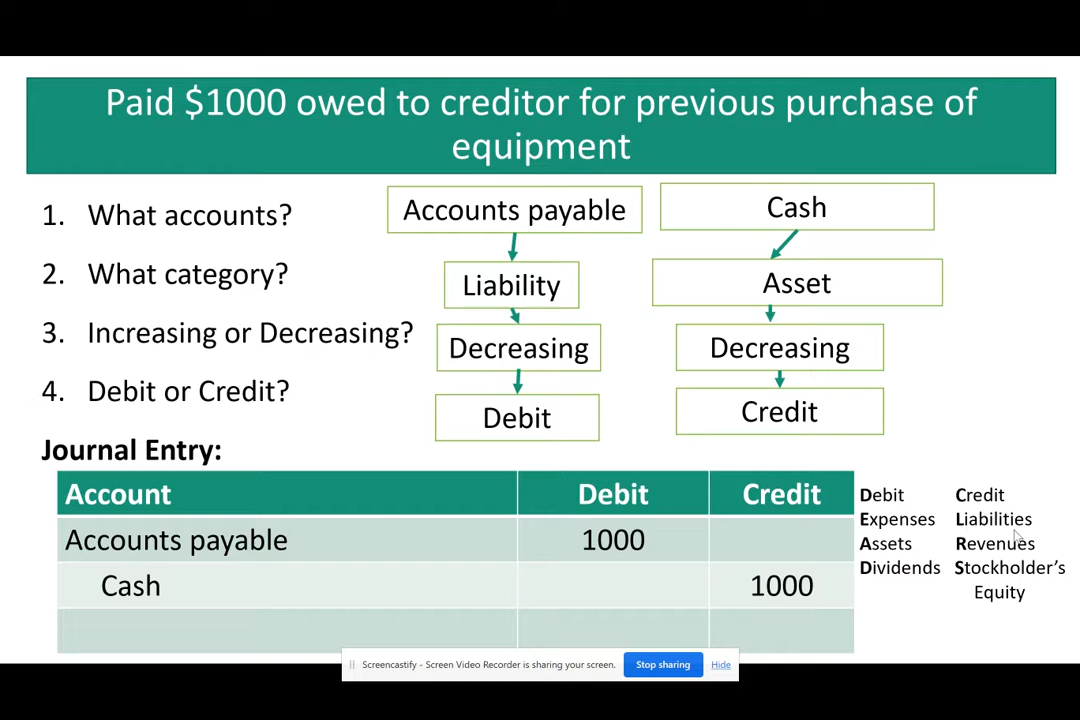 Paid $1000 owed to creditor for previous purchase of
equipment
1. What accounts?
Accounts payable
Cash
2. What category?
Liability
Asset
3. Increasing or Decreasing?
Decreasing
Decreasing
4. Debit or Credit?
Debit
Credit
Journal Entry:
Account Debit Credit
Accounts payable 1000
Cash 1000
Debit Credit
Expenses Liabilities
Assets Revenues
Dividends Stockholder's
Equity
Screencastify - Screen Video Recorder is sharing your screen. Stop sharing Hide